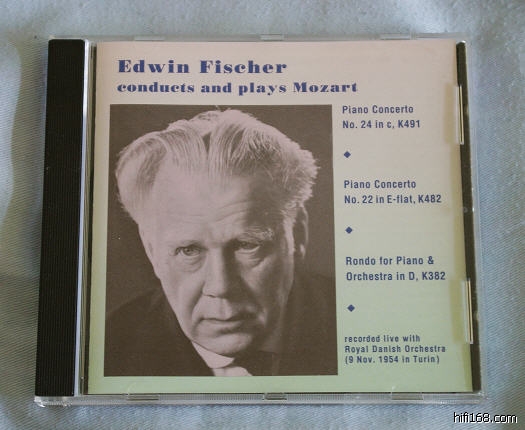 Edwin Fischer
conducts and plays Mozart
Piano Concerto
No. 24 in c, K491
Piano Concerto
No. 22 in E-flat, K482
Rondo for Piano &
Orchestra in D, K382
recorded live with
Royal Danish Orchestra
(9 Nov. 1954 in Turin)
hifi168.com